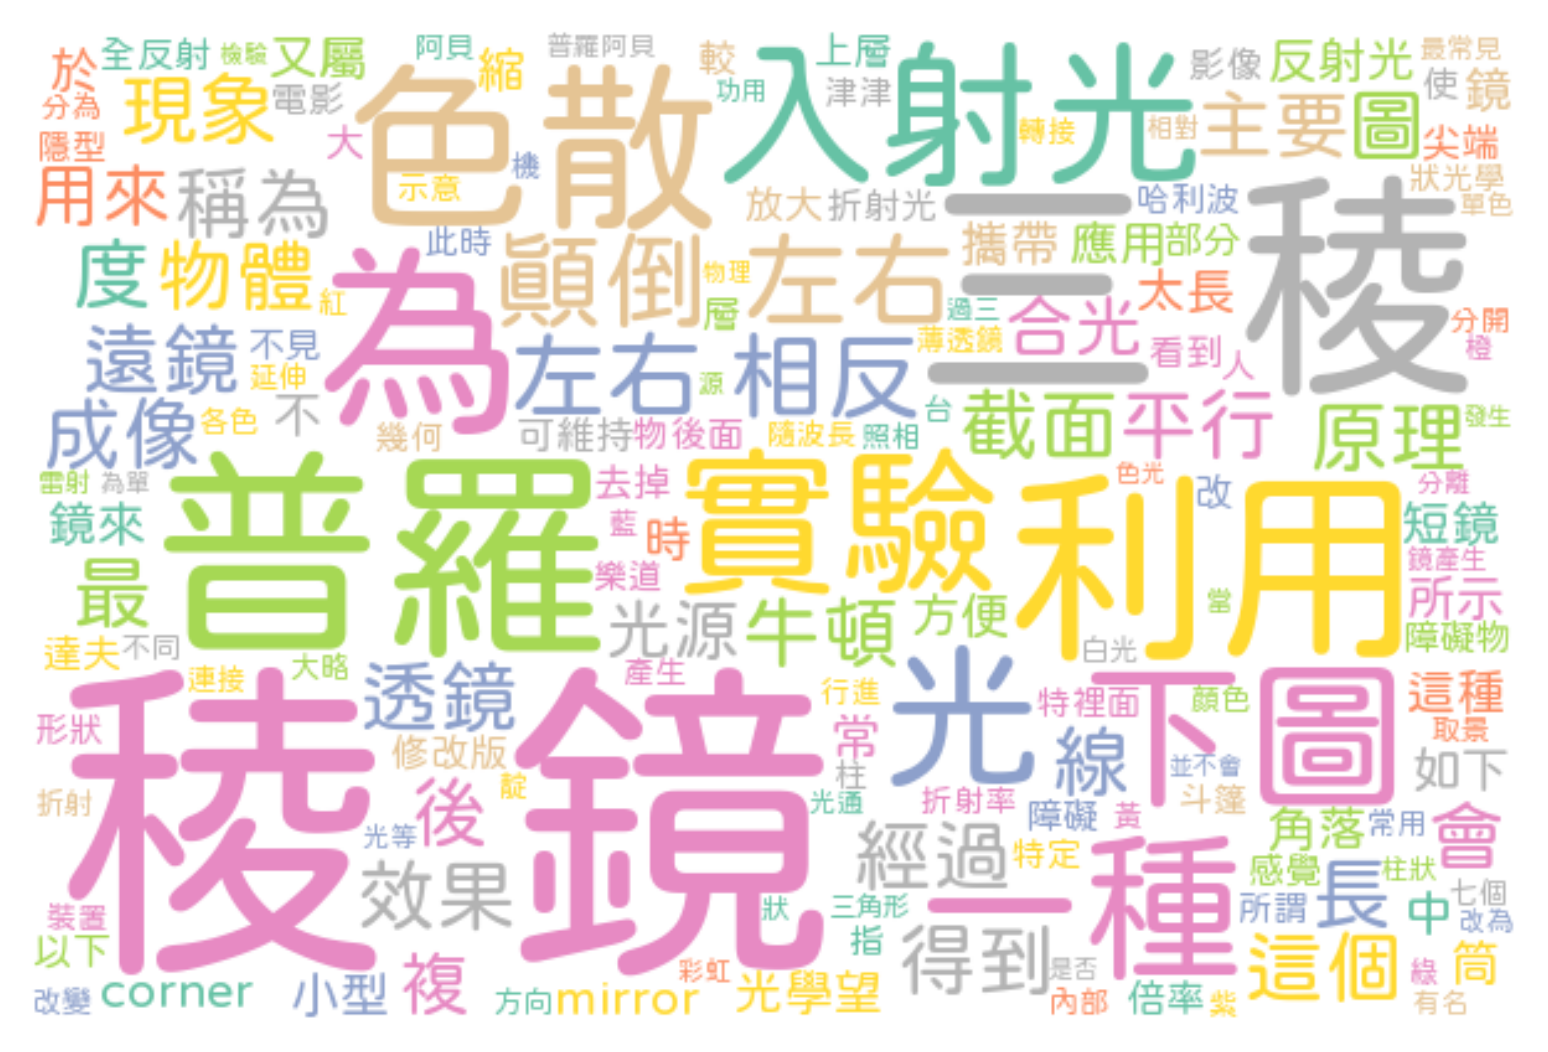 於 全反射 檢驗 又屬 阿貝 縮 普羅阿貝 較 入射光 上層 影像 反射光 最常見
分為 現象 電影 色散 功用 津津 使 鏡
隱型 大 機 轉接 相對 主要 圖 尖端
用來 稱為 示意 放大 折射光 三稜 哈利波 狀光學 單色
度 物體 紅 此時 顛倒 物理 左右 攜帶 應用 部分
為 層 過三 太長 分開
遠鏡 不見 左右 相反 薄透鏡 合光 看到 人 橙
延伸 源
成像 各色 不 幾何 可維持 物後面 隨波長 照相 台 截面 平行 原理 發生
雷射 為單 普羅 去掉 實驗 利用 色光 改 分離
鏡來 藍 時 短鏡
最 樂道 鏡產生
光源 牛頓 方便 當 所示
達夫 不同 白光 障礙物
連接 大略 產生 光 下圖
稜鏡 透鏡 行進 特裡面 顏色 這種
形狀 修改版 常 線 並不會 取景
折射 靛 柱 如下
光等 後 光通 折射率 障礙 黃 斗篷 角落 常用 會
效果 經過 特定 一種 感覺 柱狀
裝置 狀 三角形 所謂 長 中 七個
以下 指 得到 改為
改變 corner 小型 複 方向 mirror 彩虹 光學望 是否 內部 倍率 紫 這個 綠 筒 有名